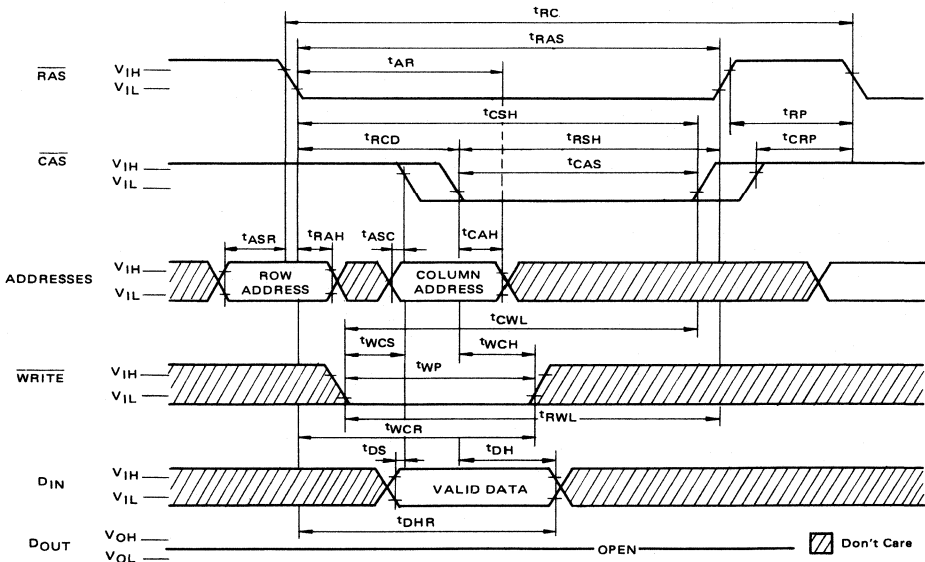 tRC
tRAS
tAR
RAS
VIH
VIL
tCSH
tRP
tRCD
tRSH
tCRP
CAS
VIH
VIL
tCAS
tASR
tRAH
tASC
tCAH
ADDRESSES
VIH
VIL
ROW
ADDRESS
COLUMN
ADDRESS
tCWL
tWCS
tWCH
WRITE
VIH
VIL
tWP
tRWL
tWCR
tDS
tDH
DIN
VIH
VIL
VALID DATA
tDHR
DOUT
VOH
VOL
OPEN
Don't Care